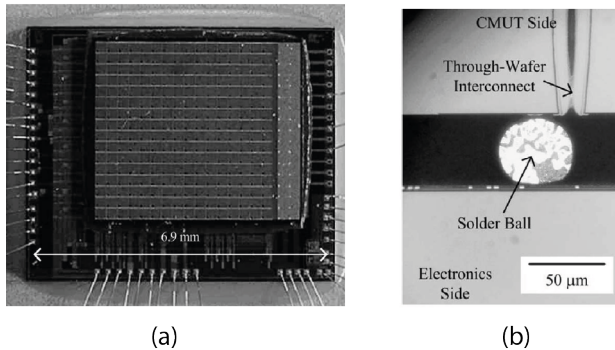 (a)
6.9 mm
(b)
CMUT Side
Through-Wafer
Interconnect
Solder Ball
Electronics
Side
50 μm
(a)
(b)